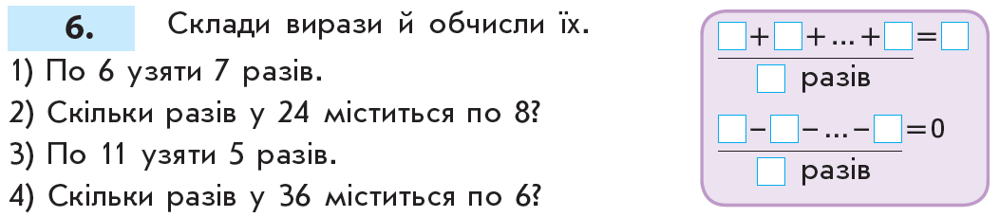 6. Склади вирази й обчисли їх.
1) По 6 узяти 7 разів.
2) Скільки разів у 24 міститься по 8?
3) По 11 узяти 5 разів.
4) Скільки разів у 36 міститься по 6?
□ + □ + ... + □ = □
□ разів
□ − □ − ... − □ = 0
□ разів